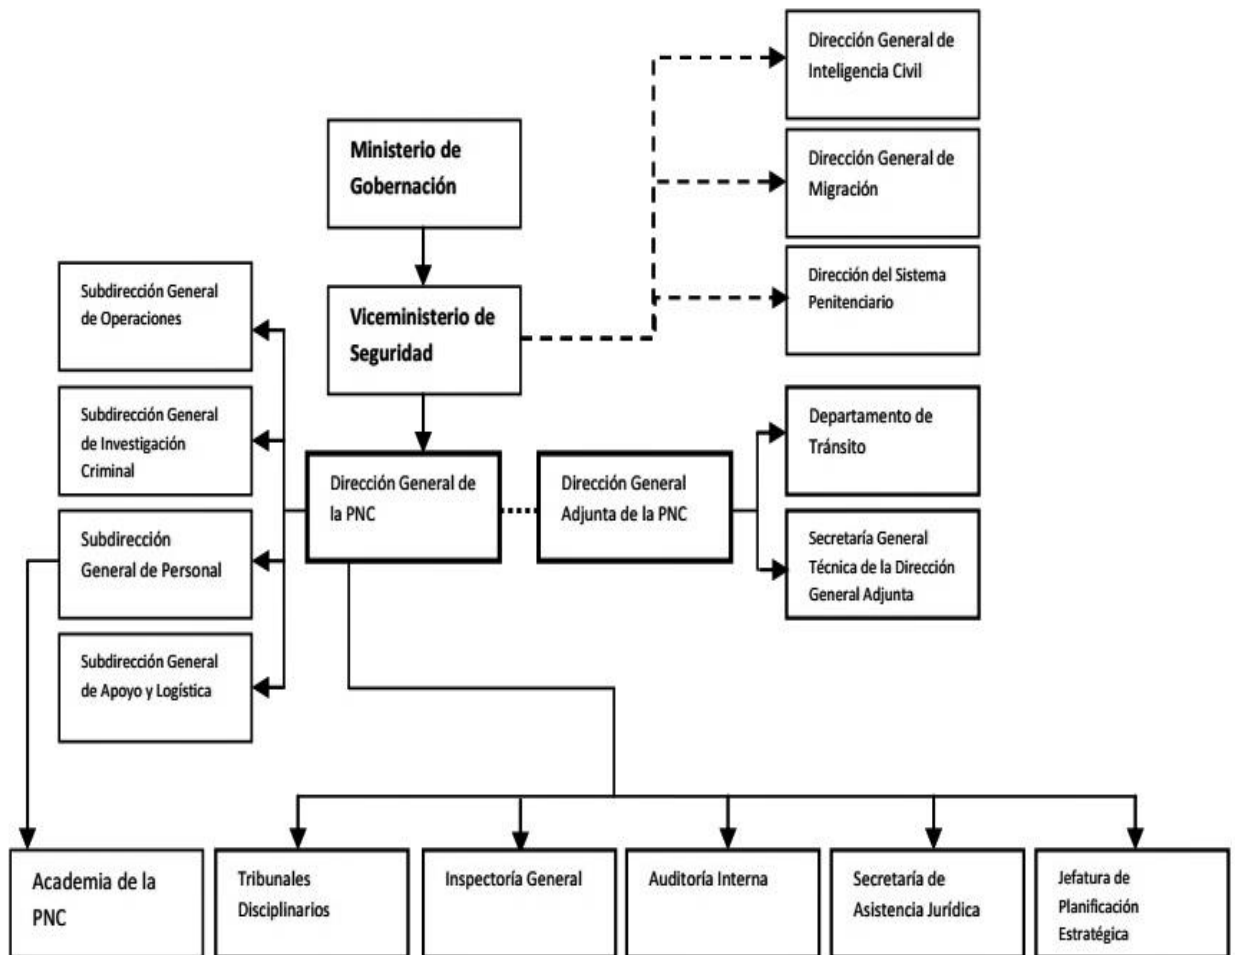 Dirección General de
Inteligencia Civil
Ministerio de
Gobernación
Dirección General de
Migración
Subdirección General
de Operaciones
Viceministerio de
Seguridad
Dirección del Sistema
Penitenciario
Subdirección General
de Investigación
Criminal
Dirección General de
la PNC
Dirección General
Adjunta de la PNC
Departamento de
Tránsito
Subdirección
General de Personal
Secretaría General
Técnica de la Dirección
General Adjunta
Subdirección General
de Apoyo y Logística
Academia de la
PNC
Tribunales
Disciplinarios
Inspectoría General
Auditoría Interna
Secretaría de
Asistencia Jurídica
Jefatura de
Planificación
Estratégica